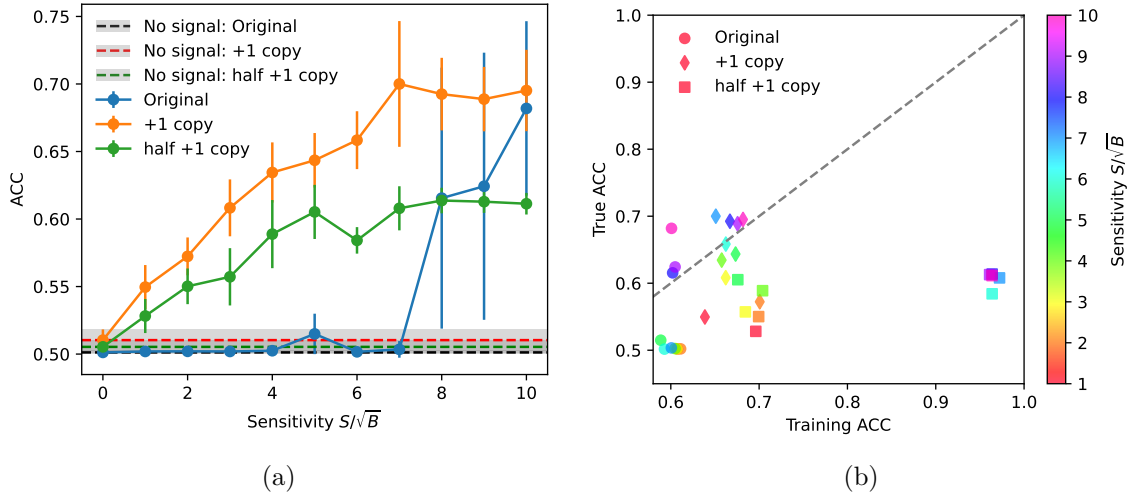 No signal: Original
No signal: +1 copy
No signal: half +1 copy
Original
+1 copy
half +1 copy
0.75
0.70
0.65
0.60
0.55
0.50
ACC
0 2 4 6 8 10
Sensitivity S/√B
(a)
Original
+1 copy
half +1 copy
1.0
0.9
0.8
0.7
0.6
0.5
True ACC
0.6 0.7 0.8 0.9 1.0
Training ACC
10
9
8
7
6
5
4
3
2
1
Sensitivity S/√B
(b)